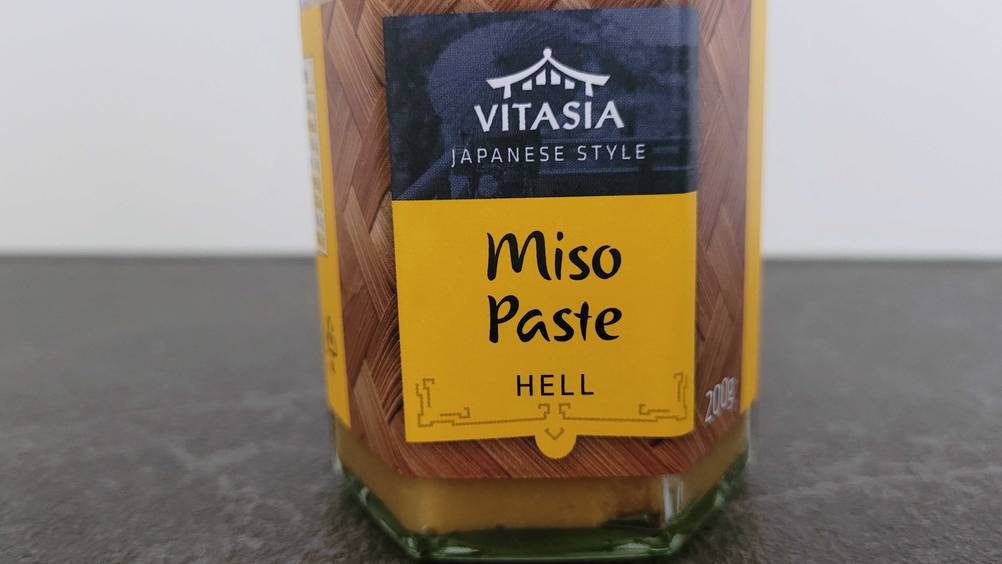 VITASIA
JAPANESE STYLE
Miso
Paste
HELL
200g